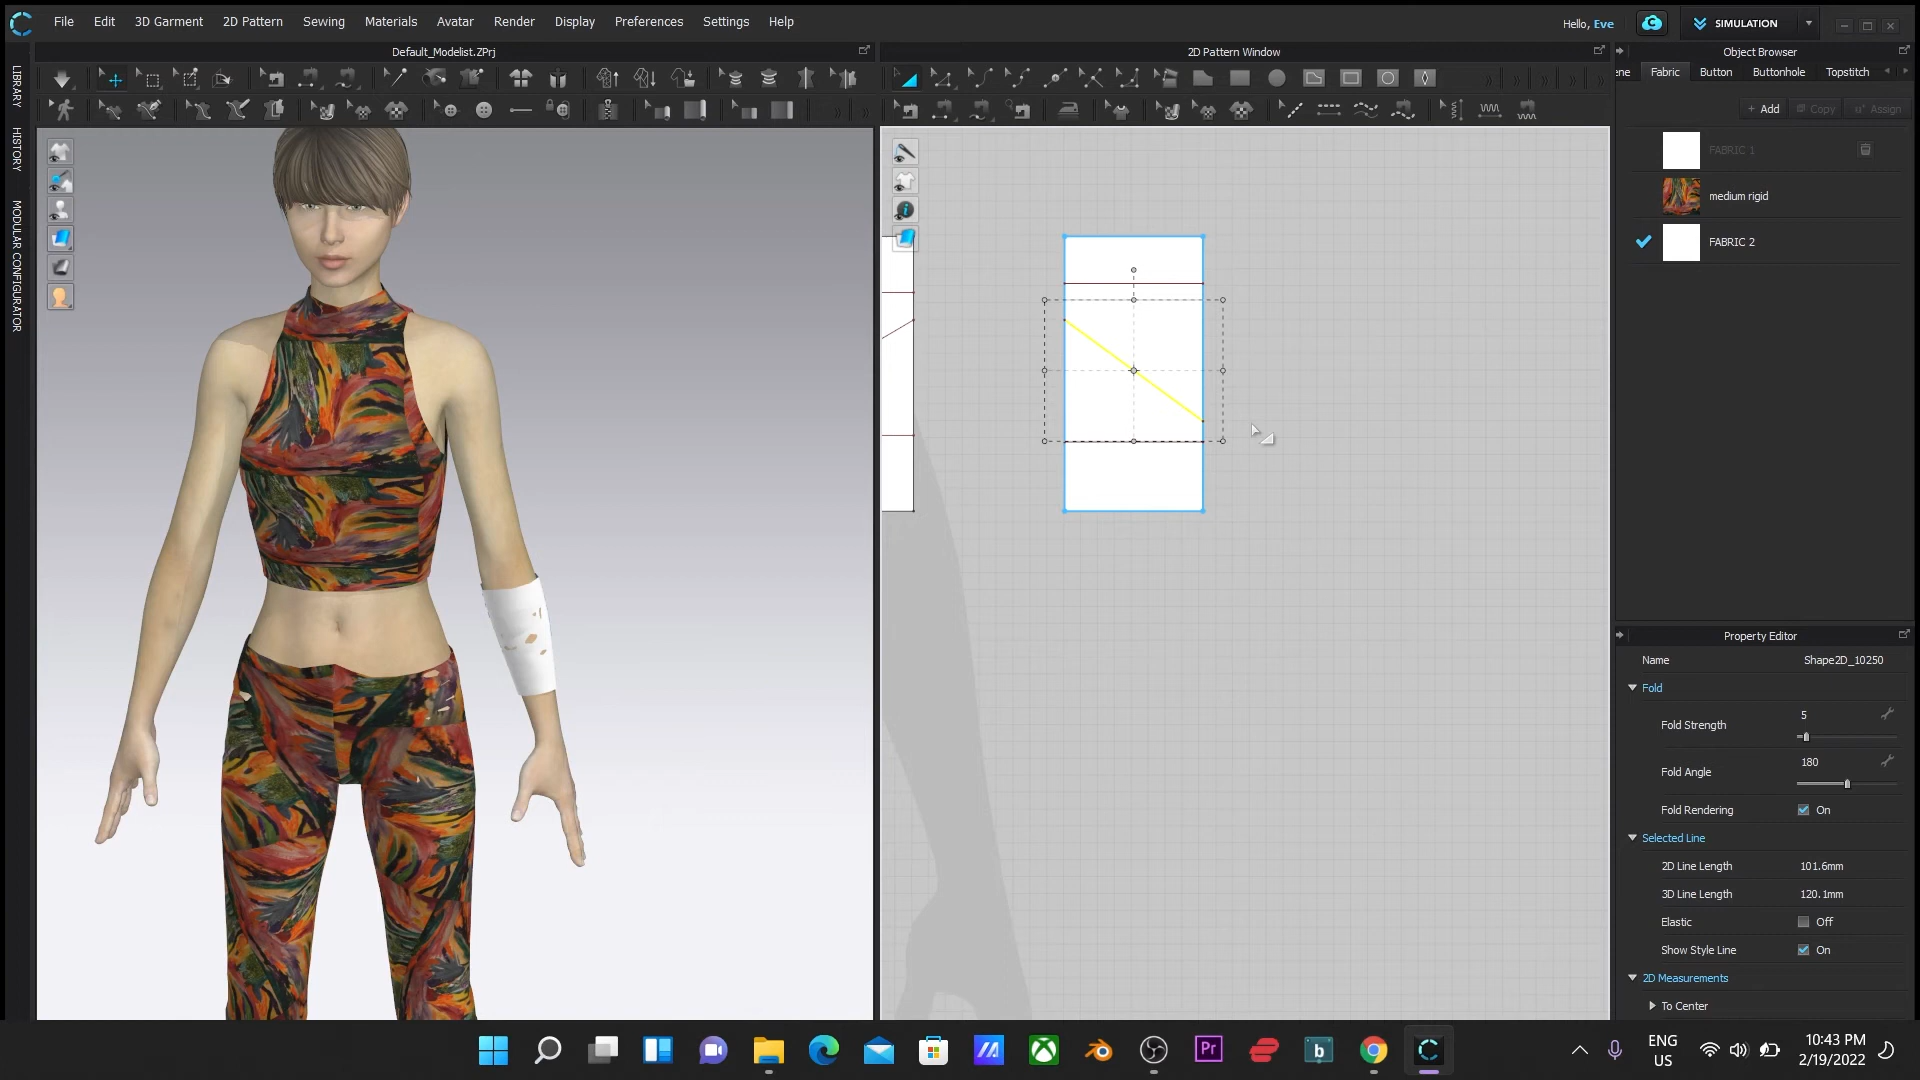 File Edit 3D Garment 2D Pattern Sewing Materials Avatar Render Display Preferences Settings Help
Hello, Eve
SIMULATION
Default_Modelist.ZPrj
2D Pattern Window
Object Browser
LIBRARY
HISTORY
MODULAR CONFIGURATOR
ene Fabric Button Buttonhole Topstitch
+ Add Copy Assign
FABRIC 1
medium rigid
FABRIC 2
Property Editor
Name Shape2D_10250
Fold
Fold Strength 5
Fold Angle 180
Fold Rendering On
Selected Line
2D Line Length 101.6mm
3D Line Length 120.1mm
Elastic Off
Show Style Line On
2D Measurements
To Center
Pr
b
ENG
US
10:43 PM
2/19/2022